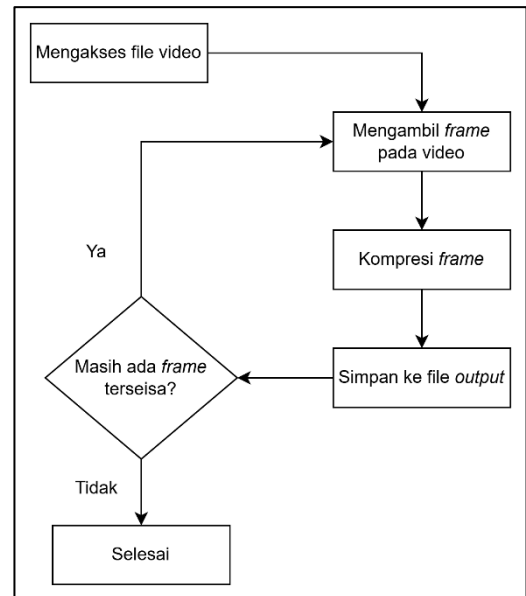 Mengakses file video
Mengambil frame
pada video
Kompresi frame
Simpan ke file output
Masih ada frame
terseisa?
Ya
Tidak
Selesai